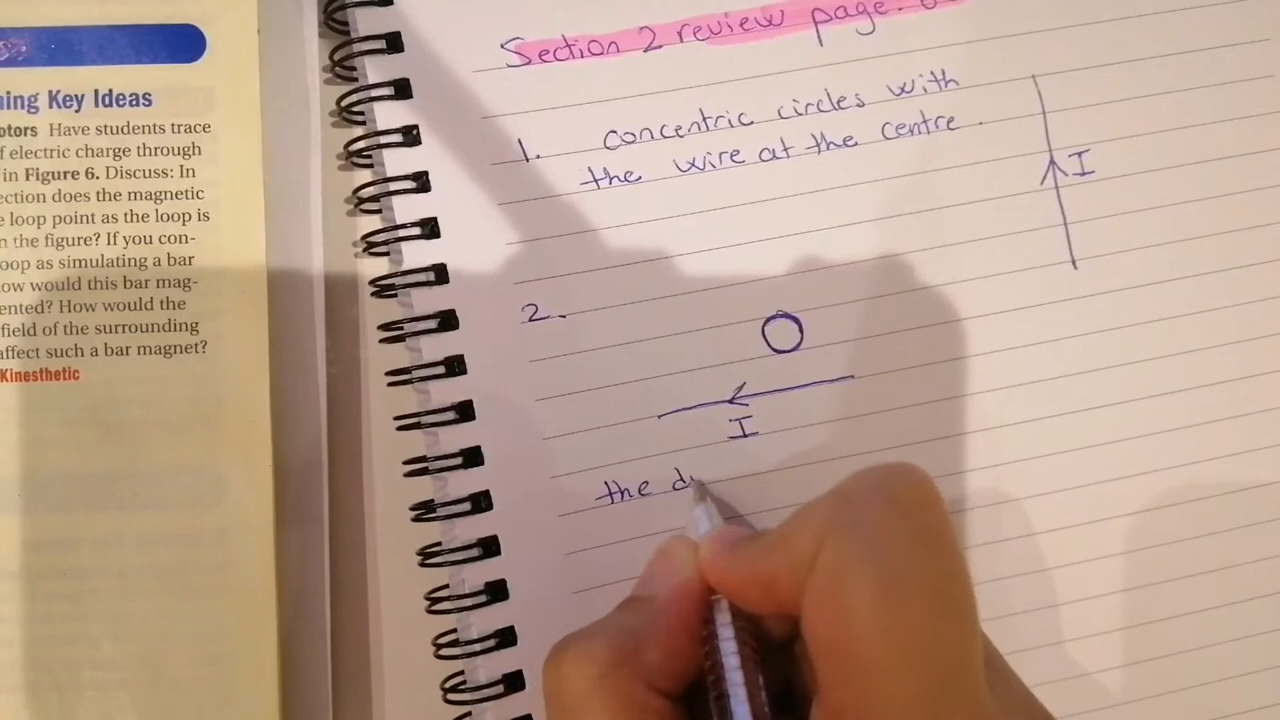 ning Key Ideas
otors Have students trace
f electric charge through
in Figure 6. Discuss: In
ection does the magnetic
e loop point as the loop is
n the figure? If you con-
oop as simulating a bar
ow would this bar mag-
ented? How would the
field of the surrounding
affect such a bar magnet?
Kinesthetic
Section 2 review page.
1. concentric circles with
the wire at the centre.
I
2.
I
the d